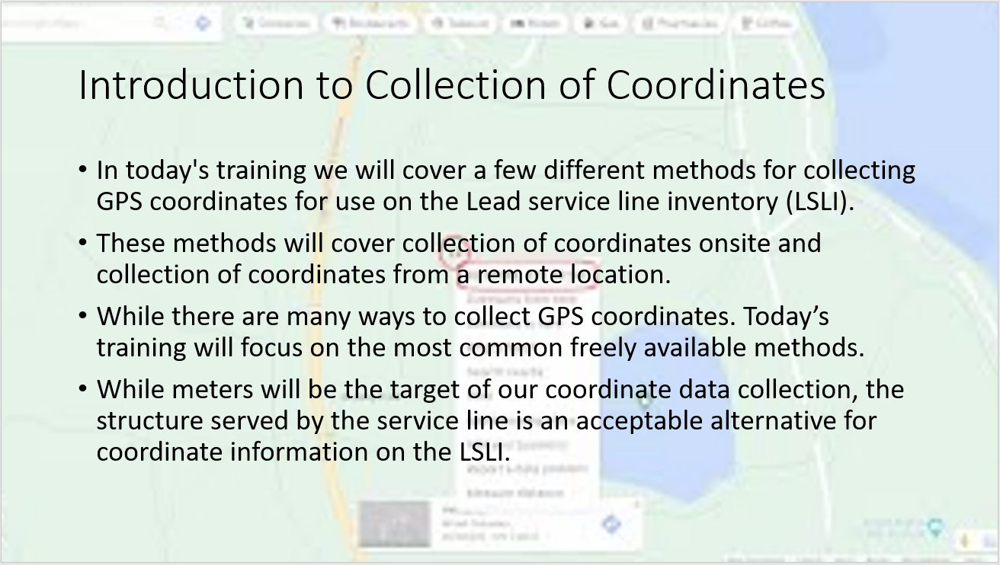 Introduction to Collection of Coordinates
• In today's training we will cover a few different methods for collecting
GPS coordinates for use on the Lead service line inventory (LSLI).
• These methods will cover collection of coordinates onsite and
collection of coordinates from a remote location.
• While there are many ways to collect GPS coordinates. Today’s
training will focus on the most common freely available methods.
• While meters will be the target of our coordinate data collection, the
structure served by the service line is an acceptable alternative for
coordinate information on the LSLI.